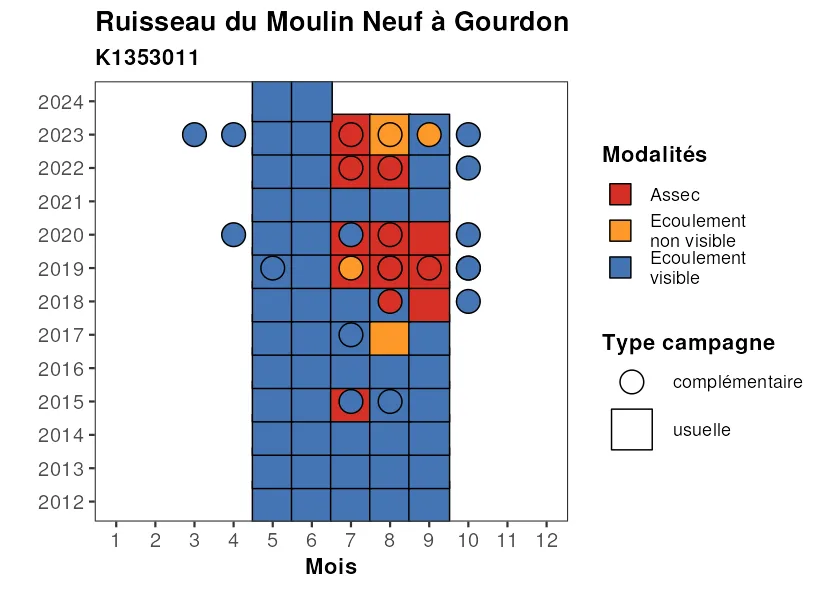 Ruisseau du Moulin Neuf à Gourdon
K1353011
2024
2023
2022
2021
2020
2019
2018
2017
2016
2015
2014
2013
2012
1 2 3 4 5 6 7 8 9 10 11 12
Mois
Modalités
Assec
Ecoulement
non visible
Ecoulement
visible
Type campagne
complémentaire
usuelle